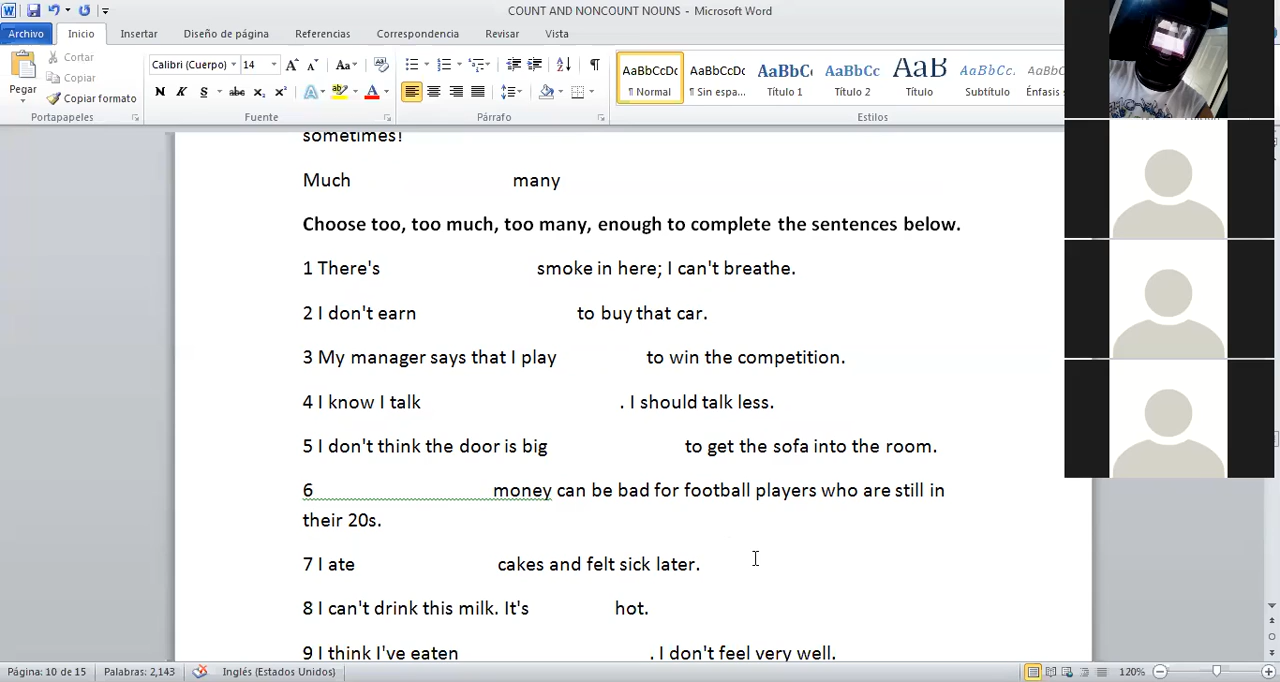 COUNT AND NONCOUNT NOUNS - Microsoft Word
Archivo Inicio Insertar Diseño de página Referencias Correspondencia Revisar Vista
Pegar
Cortar
Copiar
Copiar formato
Portapapeles
Calibri (Cuerpo) 14
Fuente
Párrafo
AaBbCcDc AaBbCcDc AaBbC AaBbCc AaB AaBbCc. AaBbCc
¶ Normal ¶ Sin espa... Título 1 Título 2 Título Subtítulo Énfasis
Estilos
sometimes!
Much many
Choose too, too much, too many, enough to complete the sentences below.
1 There's smoke in here; I can't breathe.
2 I don't earn to buy that car.
3 My manager says that I play to win the competition.
4 I know I talk . I should talk less.
5 I don't think the door is big to get the sofa into the room.
6 money can be bad for football players who are still in
their 20s.
7 I ate cakes and felt sick later.
8 I can't drink this milk. It's hot.
9 I think I've eaten . I don't feel very well.
Página: 10 de 15 Palabras: 2,143 Inglés (Estados Unidos) 120%